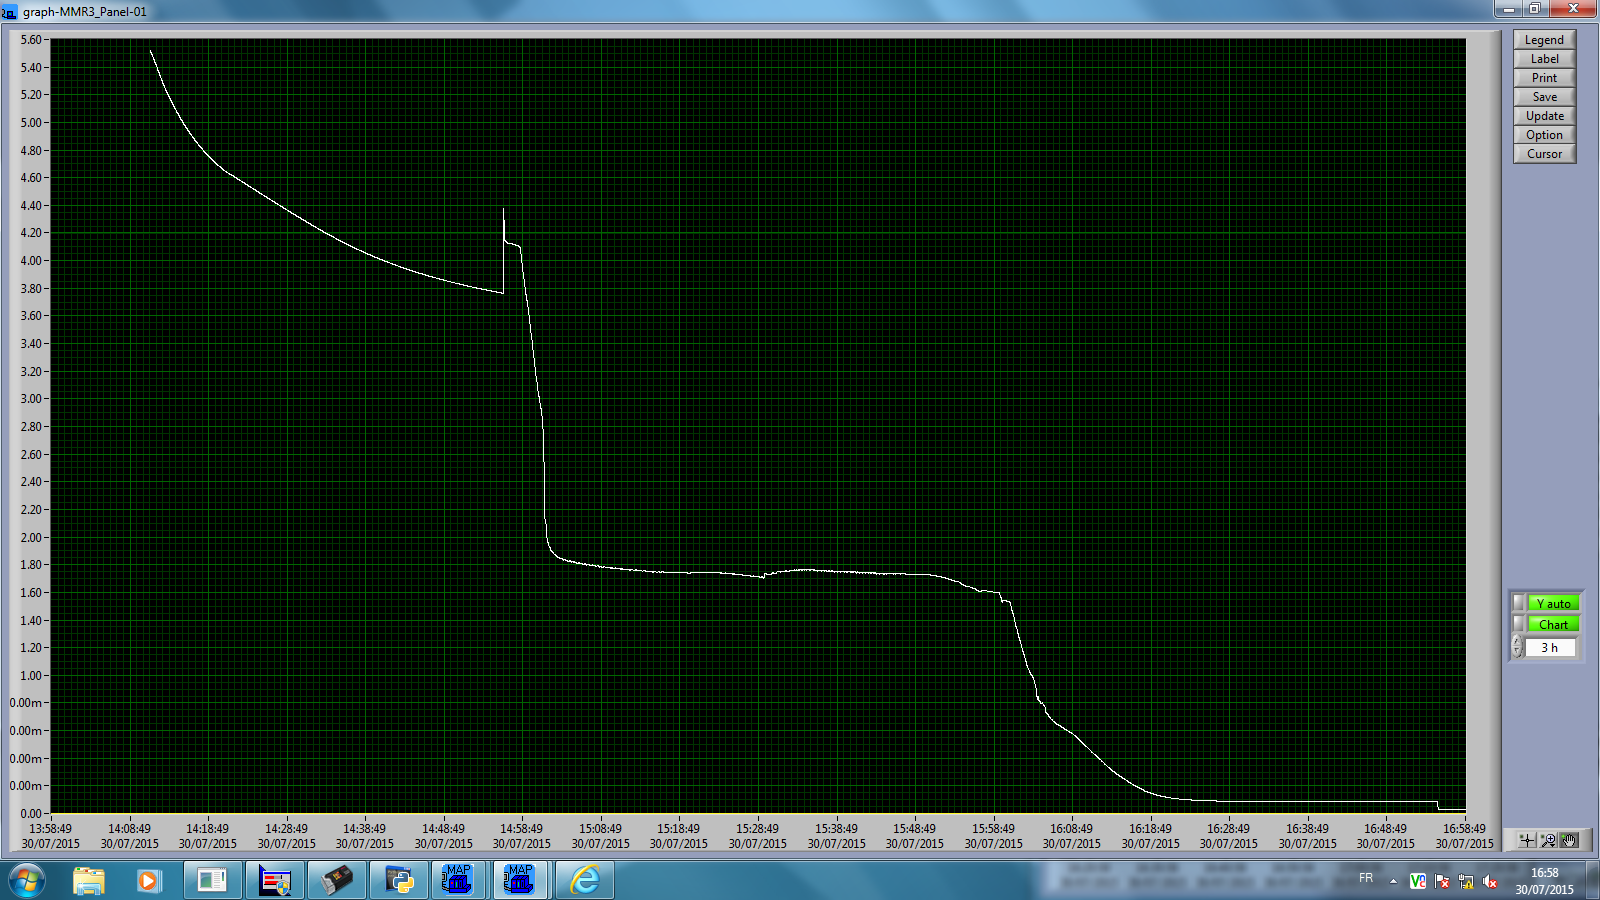 graph-MMR3_Panel-01
5.60
5.40
5.20
5.00
4.80
4.60
4.40
4.20
4.00
3.80
3.60
3.40
3.20
3.00
2.80
2.60
2.40
2.20
2.00
1.80
1.60
1.40
1.20
1.00
0.00m
0.00m
0.00m
0.00m
0.00
13:58:49 14:08:49 14:18:49 14:28:49 14:38:49 14:48:49 14:58:49 15:08:49 15:18:49 15:28:49 15:38:49 15:48:49 15:58:49 16:08:49 16:18:49 16:28:49 16:38:49 16:48:49 16:58:49
30/07/2015 30/07/2015 30/07/2015 30/07/2015 30/07/2015 30/07/2015 30/07/2015 30/07/2015 30/07/2015 30/07/2015 30/07/2015 30/07/2015 30/07/2015 30/07/2015 30/07/2015 30/07/2015 30/07/2015 30/07/2015 30/07/2015
Legend
Label
Print
Save
Update
Option
Cursor
Y auto
Chart
3 h
MAP
MAP
FR
16:58
30/07/2015